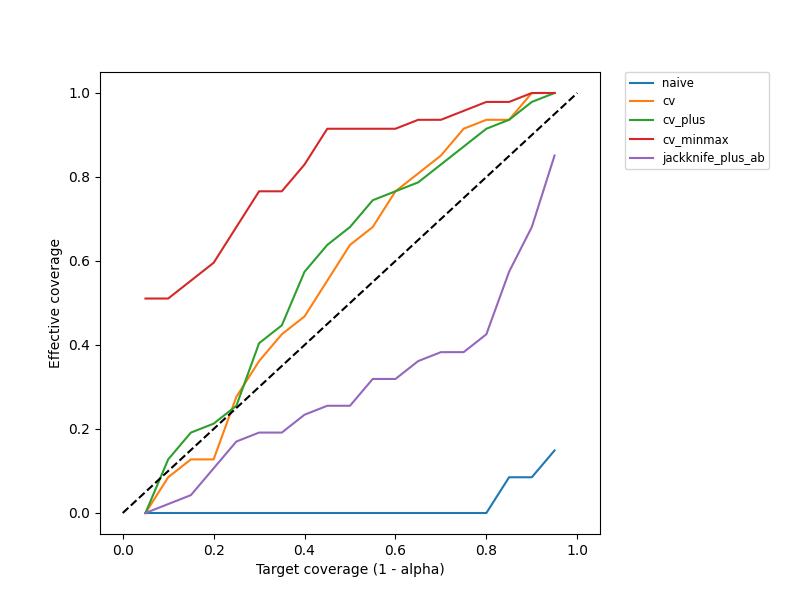 naive
cv
cv_plus
cv_minmax
jackknife_plus_ab
1.0
0.8
0.6
0.4
0.2
0.0
Effective coverage
0.0 0.2 0.4 0.6 0.8 1.0
Target coverage (1 - alpha)